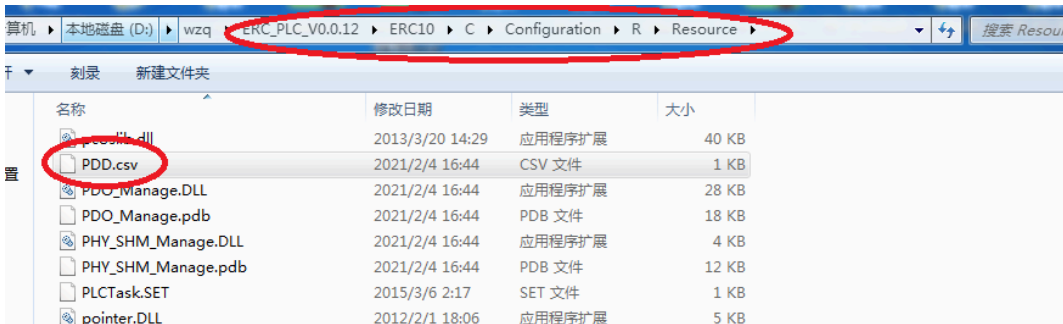 计算机 ▸ 本地磁盘 (D:) ▸ wzq ▸ ERC_PLC_V0.0.12 ▸ ERC10 ▸ C ▸ Configuration ▸ R ▸ Resource ▸ 搜索 Resou
刻录 新建文件夹
名称 修改日期 类型 大小
pcoslib.dll 2013/3/20 14:29 应用程序扩展 40 KB
PDD.csv 2021/2/4 16:44 CSV 文件 1 KB
置
PDO_Manage.DLL 2021/2/4 16:44 应用程序扩展 28 KB
PDO_Manage.pdb 2021/2/4 16:44 PDB 文件 18 KB
PHY_SHM_Manage.DLL 2021/2/4 16:44 应用程序扩展 4 KB
PHY_SHM_Manage.pdb 2021/2/4 16:44 PDB 文件 12 KB
PLCTask.SET 2015/3/6 2:17 SET 文件 1 KB
pointer.DLL 2012/2/1 18:06 应用程序扩展 5 KB